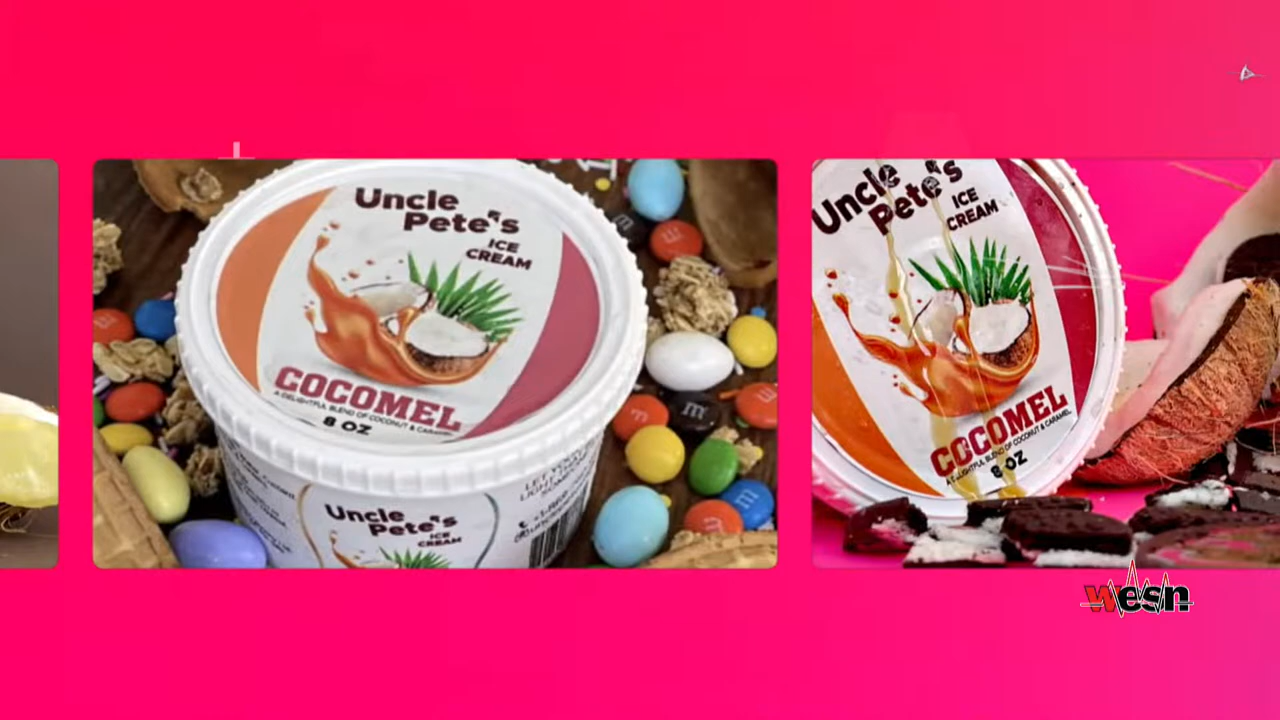 Uncle
Pete's
ICE
CREAM
COCOMEL
A DELIGHTFUL BLEND OF COCONUT & CARAMEL
8 OZ
Uncle
Pete's
ICE
CREAM
Uncle
Pete's
ICE
CREAM
COCOMEL
A DELIGHTFUL BLEND OF COCONUT & CARAMEL
8 OZ
wesn